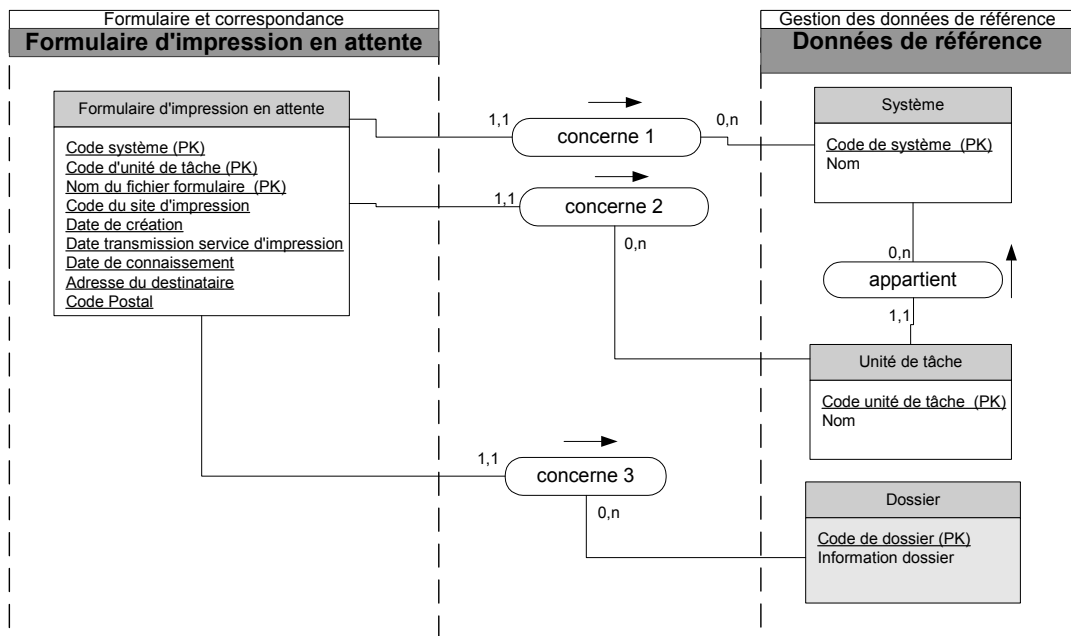 Formulaire et correspondance
Formulaire d'impression en attente
Gestion des données de référence
Données de référence
Formulaire d'impression en attente
Code système (PK)
Code d'unité de tâche (PK)
Nom du fichier formulaire (PK)
Code du site d'impression
Date de création
Date transmission service d'impression
Date de connaissement
Adresse du destinataire
Code Postal
1,1
concerne 1
0,n
Système
Code de système (PK)
Nom
1,1
concerne 2
0,n
0,n
appartient
1,1
Unité de tâche
Code unité de tâche (PK)
Nom
1,1
concerne 3
0,n
Dossier
Code de dossier (PK)
Information dossier